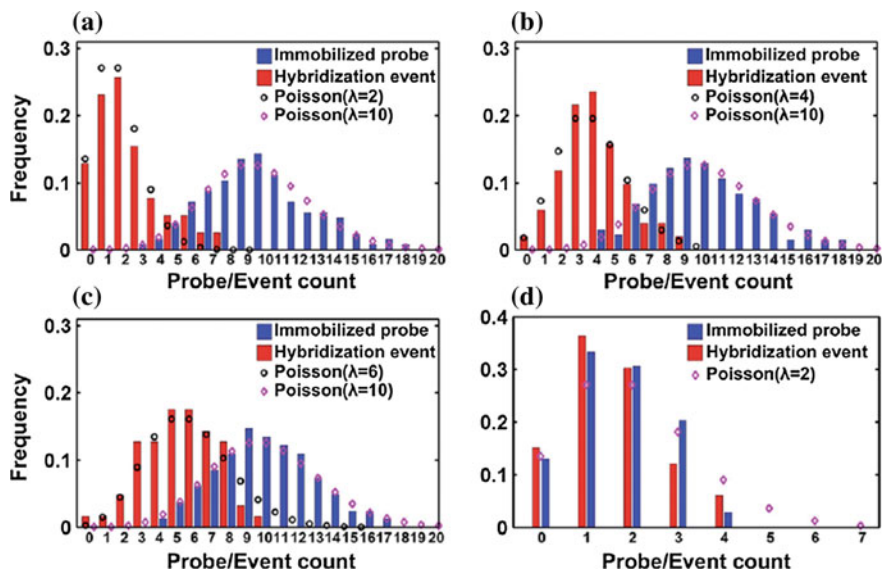 (a)
Frequency
0.3
0.2
0.1
0
Immobilized probe
Hybridization event
Poisson(λ=2)
Poisson(λ=10)
0 1 2 3 4 5 6 7 8 9 10 11 12 13 14 15 16 17 18 19 20
Probe/Event count
(b)
0.3
0.2
0.1
0
Immobilized probe
Hybridization event
Poisson(λ=4)
Poisson(λ=10)
0 1 2 3 4 5 6 7 8 9 10 11 12 13 14 15 16 17 18 19 20
Probe/Event count
(c)
Frequency
0.3
0.2
0.1
0
Immobilized probe
Hybridization event
Poisson(λ=6)
Poisson(λ=10)
0 1 2 3 4 5 6 7 8 9 10 11 12 13 14 15 16 17 18 19 20
Probe/Event count
(d)
0.4
0.3
0.2
0.1
0
Immobilized probe
Hybridization event
Poisson(λ=2)
0 1 2 3 4 5 6 7
Probe/Event count